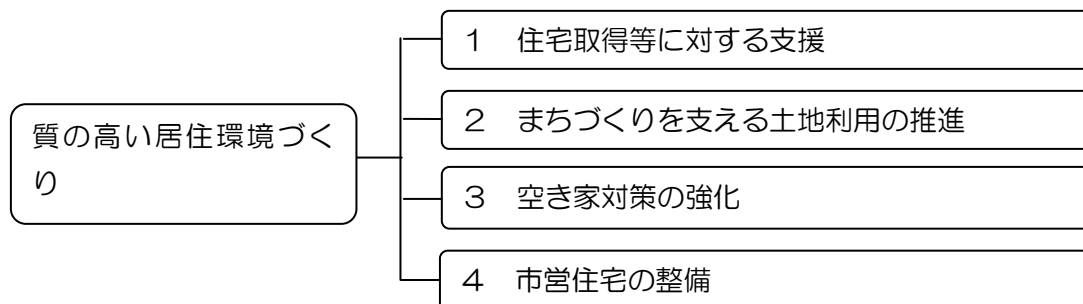 質の高い居住環境づく
り
１　住宅取得等に対する支援
２　まちづくりを支える土地利用の推進
３　空き家対策の強化
４　市営住宅の整備